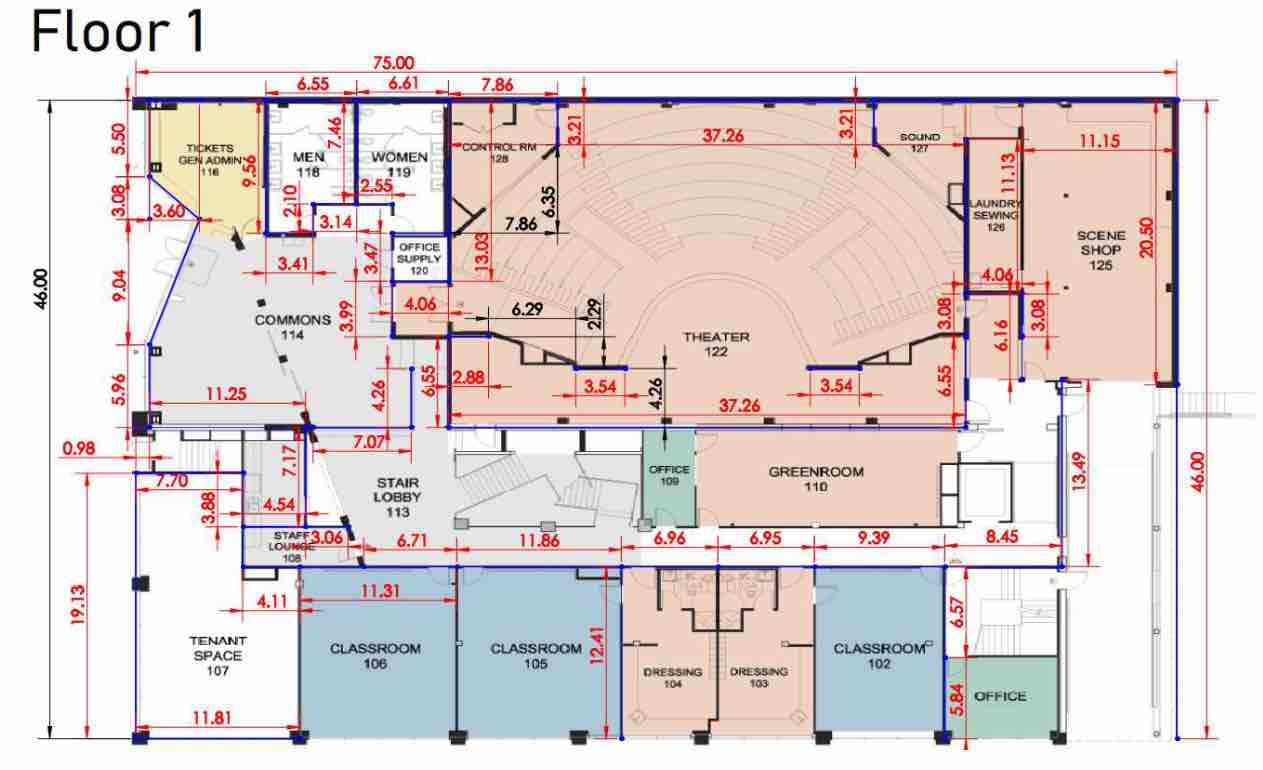 Floor 1
75.00
6.55
6.61
7.86
5.50
3.08
3.60
9.04
5.96
46.00
TICKETS
GEN ADMIN
116
9.56
MEN
118
7.46
2.10
WOMEN
119
2.55
3.14
3.41
3.47
OFFICE
SUPPLY
120
3.99
4.06
CONTROL RM
128
3.21
37.26
3.21
6.35
7.86
13.03
SOUND
127
11.13
11.15
LAUNDRY
SEWING
126
SCENE
SHOP
125
20.50
4.06
3.08
6.16
3.08
COMMONS
114
6.29
2.29
THEATER
122
11.25
4.26
6.55
2.88
3.54
4.26
3.54
6.55
37.26
0.98
7.70
3.88
7.17
4.54
7.07
STAIR
LOBBY
113
OFFICE
109
GREENROOM
110
13.49
46.00
STAFF
LOUNGE
108
3.06
6.71
11.86
6.96
6.95
9.39
8.45
19.13
4.11
11.31
12.41
6.57
TENANT
SPACE
107
CLASSROOM
106
CLASSROOM
105
DRESSING
104
DRESSING
103
CLASSROOM
102
5.84
OFFICE
11.81